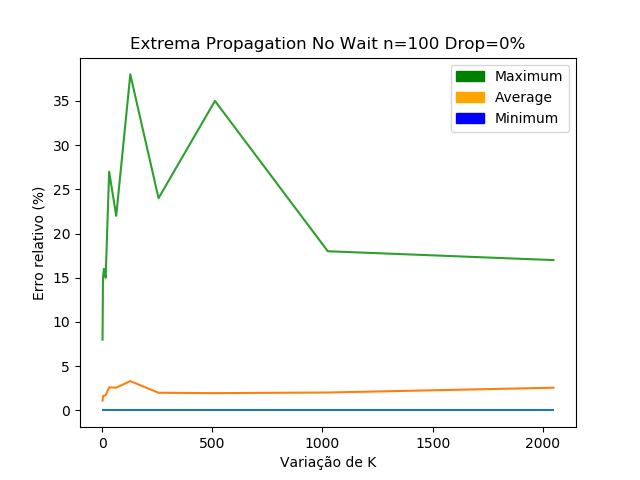 Extrema Propagation No Wait n=100 Drop=0%
Maximum
Average
Minimum
Erro relativo (%)
35
30
25
20
15
10
5
0
0 500 1000 1500 2000
Variação de K